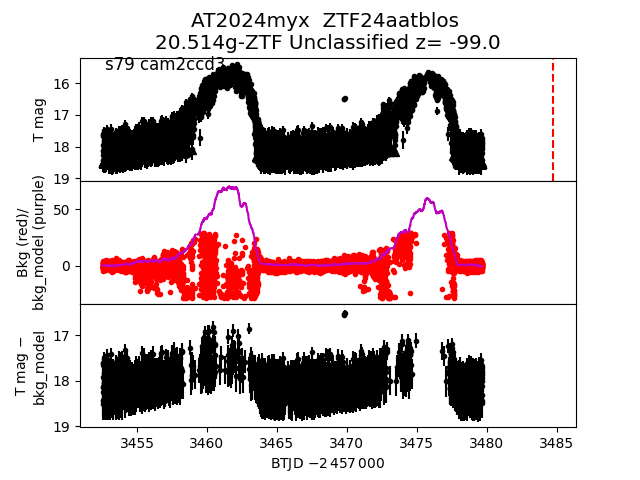 AT2024myx  ZTF24aatblos
20.514g-ZTF Unclassified z= -99.0
s79 cam2ccd3
16
17
18
19
T mag
50
0
Bkg (red)/
bkg_model (purple)
17
18
19
T mag −
bkg_model
3455 3460 3465 3470 3475 3480 3485
BTJD −2 457 000